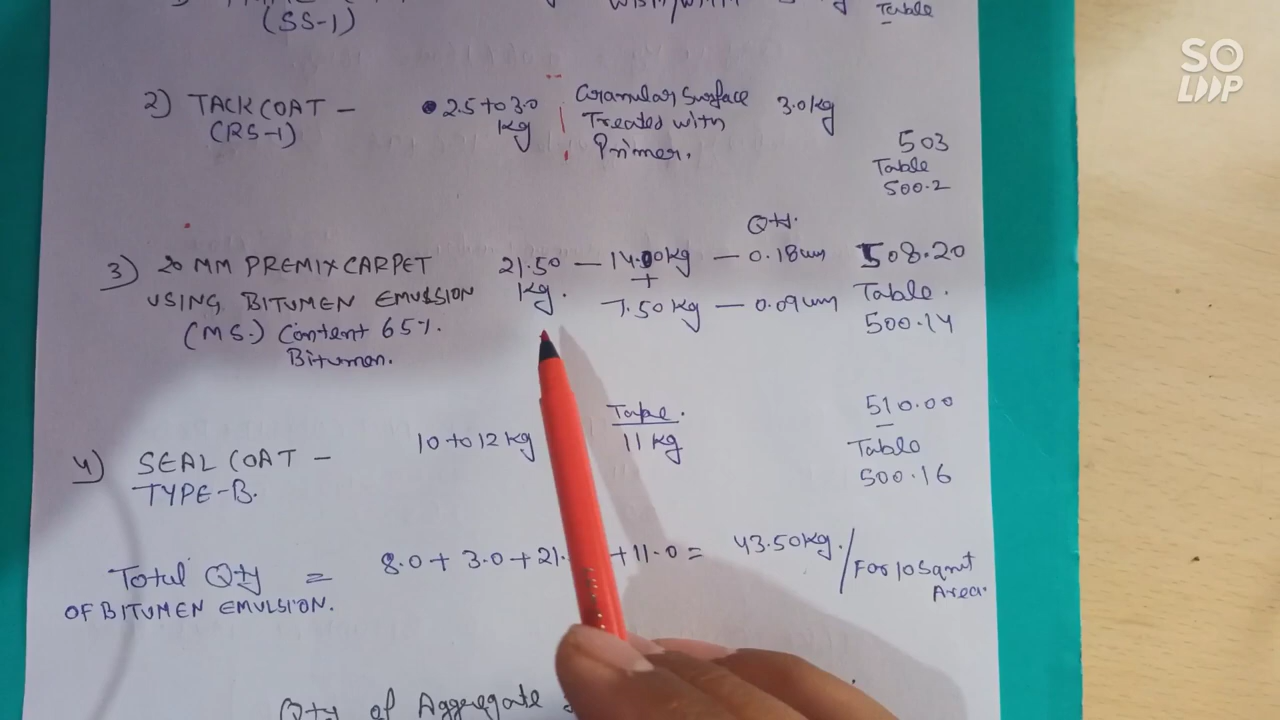 (SS-1)
Table
SO
LOOP
2) TACK COAT - 2.5 to 3.0 Granular Surface 3.0 kg
(RS-1) kg Treated with
Primer.
503
Table
500.2
Qty.
3) 20 MM PREMIX CARPET 21.50 — 14.00 kg — 0.18 cum 508.20
USING BITUMEN EMULSION kg. + 7.50 kg — 0.09 cum Table.
(MS.) Content 65%. 500.14
Bitumen.
4) SEAL COAT - 10 to 12 kg Table. 11 kg 510.00
TYPE-B. Table
500.16
Total Qty = 8.0 + 3.0 + 21. + 11.0 = 43.50 kg. / For 10 Sqmt
OF BITUMEN EMULSION. Area.
Qty of Aggregate